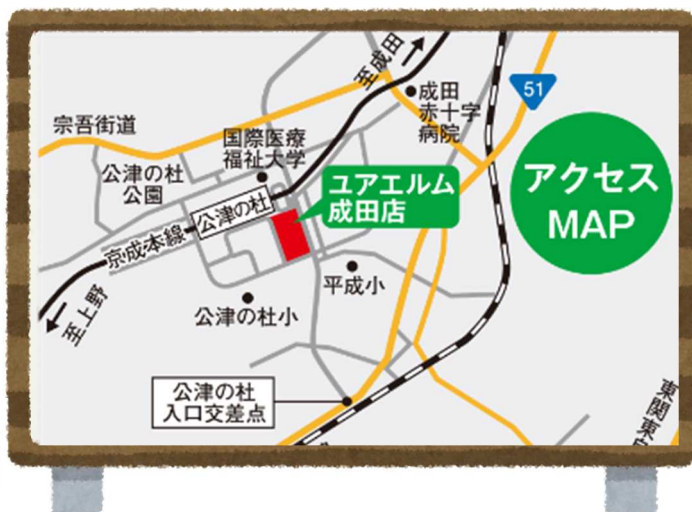 至成田
51
成田
赤十字
病院
宗吾街道
国際医療
福祉大学
アクセス
MAP
公津の杜
公園
ユアエルム
成田店
公津の杜
京成本線
平成小
至上野
公津の杜小
公津の杜
入口交差点
東関東